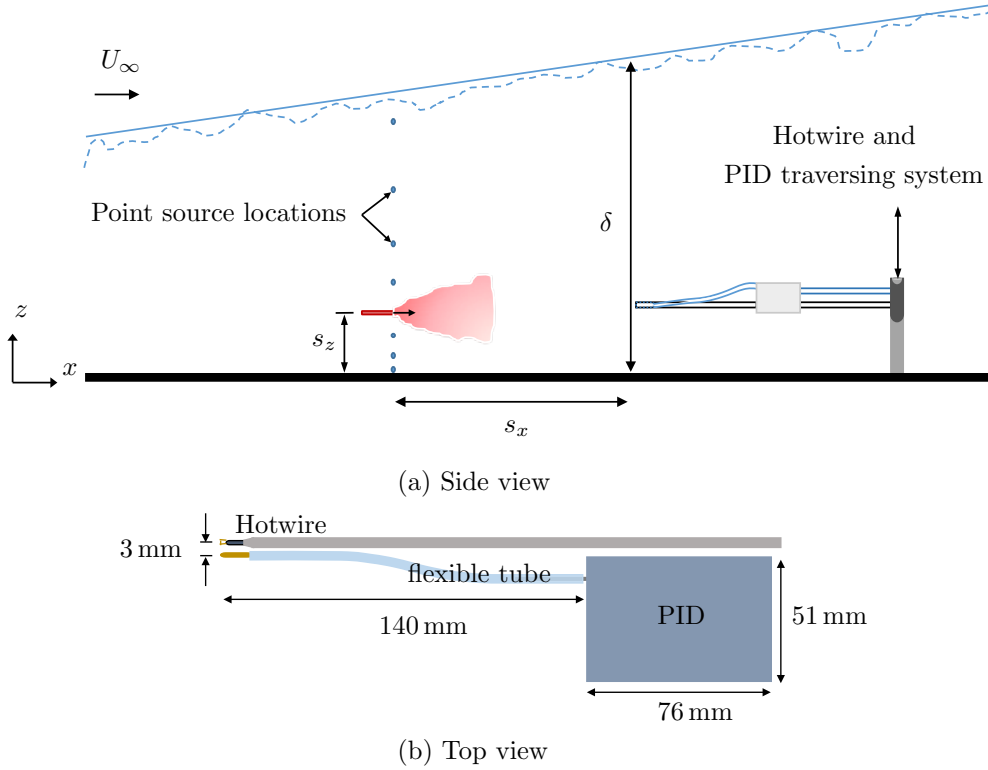 U∞
Hotwire and
PID traversing system
Point source locations
δ
z
s_z
x
s_x
(a) Side view
Hotwire
3 mm
flexible tube
140 mm
PID
51 mm
76 mm
(b) Top view